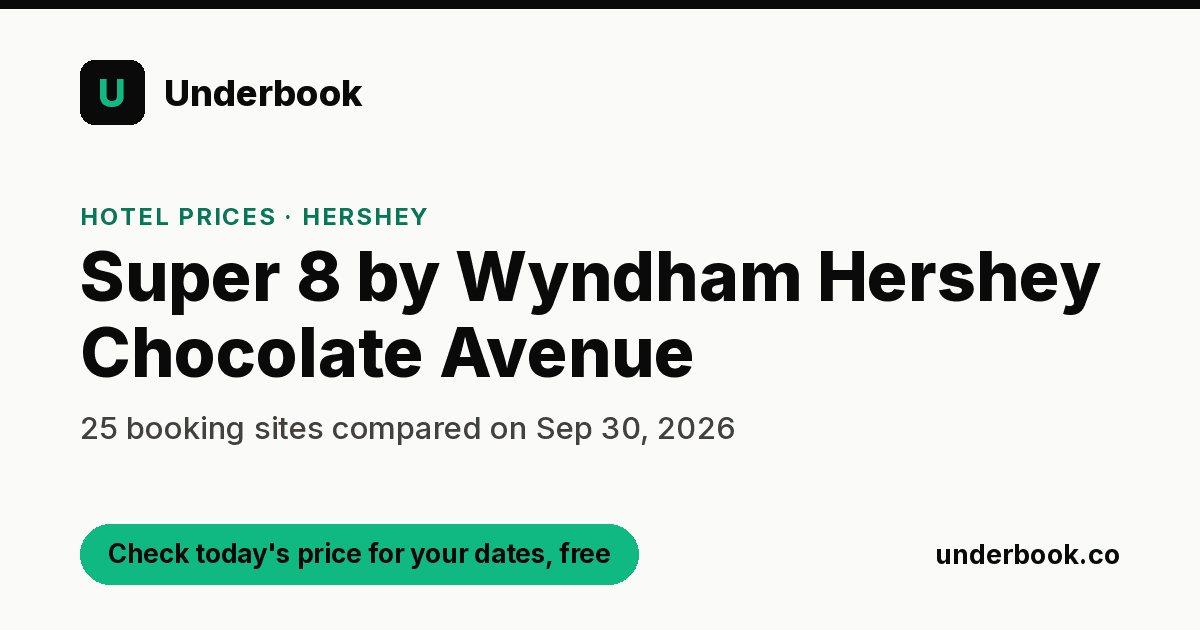 U Underbook
HOTEL PRICES · HERSHEY
Super 8 by Wyndham Hershey
Chocolate Avenue
25 booking sites compared on Sep 30, 2026
Check today's price for your dates, free
underbook.co